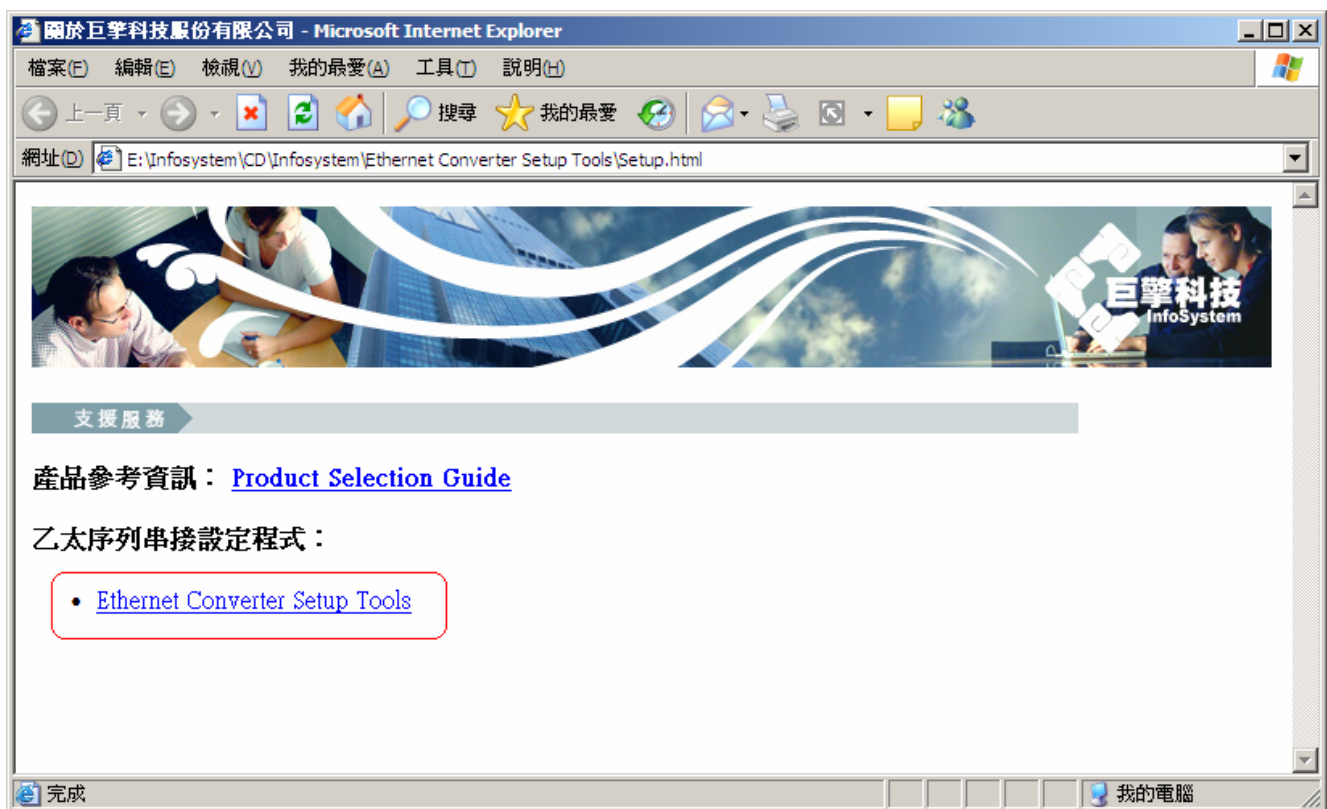 關於巨擎科技股份有限公司 - Microsoft Internet Explorer
檔案(F) 編輯(E) 檢視(V) 我的最愛(A) 工具(T) 說明(H)
上一頁 搜尋 我的最愛
網址(D) E:\Infosystem\CD\Infosystem\Ethernet Converter Setup Tools\Setup.html
巨擎科技
InfoSystem
支援服務
產品參考資訊： Product Selection Guide
乙太序列串接設定程式：
• Ethernet Converter Setup Tools
完成 我的電腦